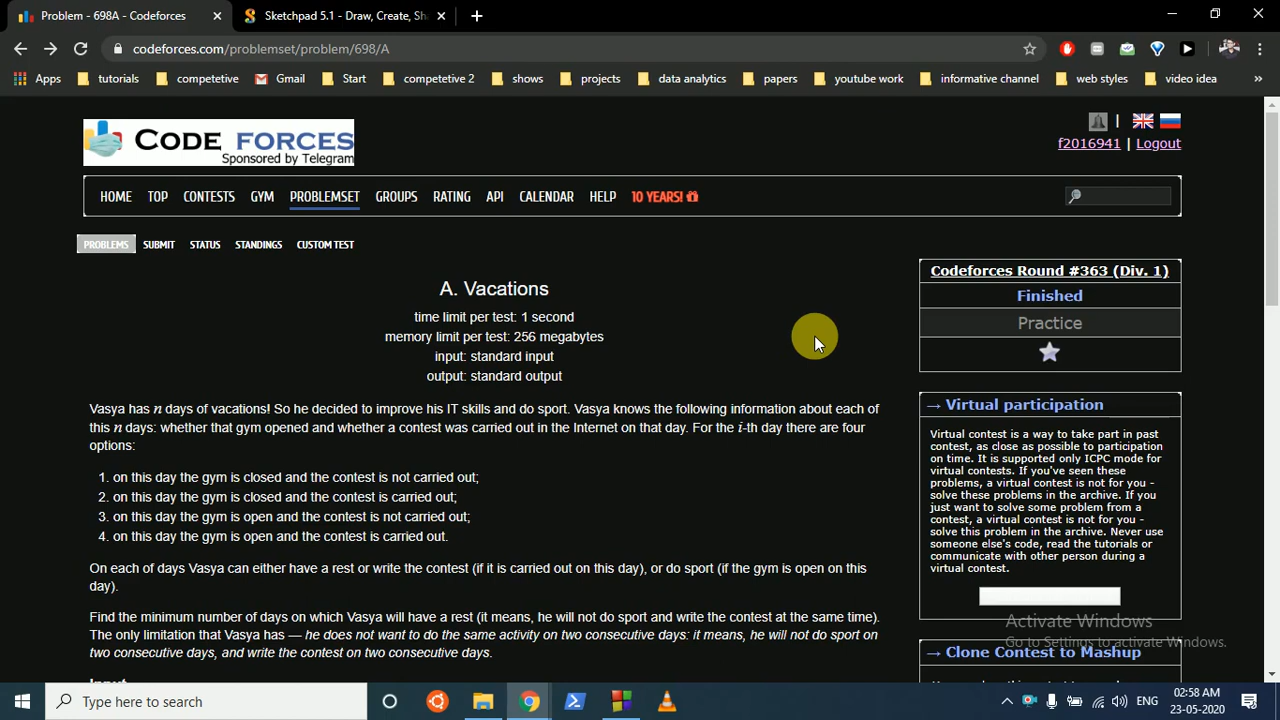 Problem - 698A - Codeforces
Sketchpad 5.1 - Draw, Create, Sha
codeforces.com/problemset/problem/698/A
Apps tutorials competetive Gmail Start competetive 2 shows projects data analytics papers youtube work informative channel web styles video idea »
CODE FORCES
Sponsored by Telegram
f2016941 | Logout
HOME TOP CONTESTS GYM PROBLEMSET GROUPS RATING API CALENDAR HELP 10 YEARS!
PROBLEMS SUBMIT STATUS STANDINGS CUSTOM TEST
A. Vacations
time limit per test: 1 second
memory limit per test: 256 megabytes
input: standard input
output: standard output
Vasya has n days of vacations! So he decided to improve his IT skills and do sport. Vasya knows the following information about each of
this n days: whether that gym opened and whether a contest was carried out in the Internet on that day. For the i-th day there are four
options:
1. on this day the gym is closed and the contest is not carried out;
2. on this day the gym is closed and the contest is carried out;
3. on this day the gym is open and the contest is not carried out;
4. on this day the gym is open and the contest is carried out.
On each of days Vasya can either have a rest or write the contest (if it is carried out on this day), or do sport (if the gym is open on this
day).
Find the minimum number of days on which Vasya will have a rest (it means, he will not do sport and write the contest at the same time).
The only limitation that Vasya has — he does not want to do the same activity on two consecutive days: it means, he will not do sport on
two consecutive days, and write the contest on two consecutive days.
Input
Codeforces Round #363 (Div. 1)
Finished
Practice
→ Virtual participation
Virtual contest is a way to take part in past
contest, as close as possible to participation
on time. It is supported only ICPC mode for
virtual contests. If you've seen these
problems, a virtual contest is not for you -
solve these problems in the archive. If you
just want to solve some problem from a
contest, a virtual contest is not for you -
solve this problem in the archive. Never use
someone else's code, read the tutorials or
communicate with other person during a
virtual contest.
Activate Windows
Go to Settings to activate Windows.
→ Clone Contest to Mashup
Type here to search
ENG
02:58 AM
23-05-2020